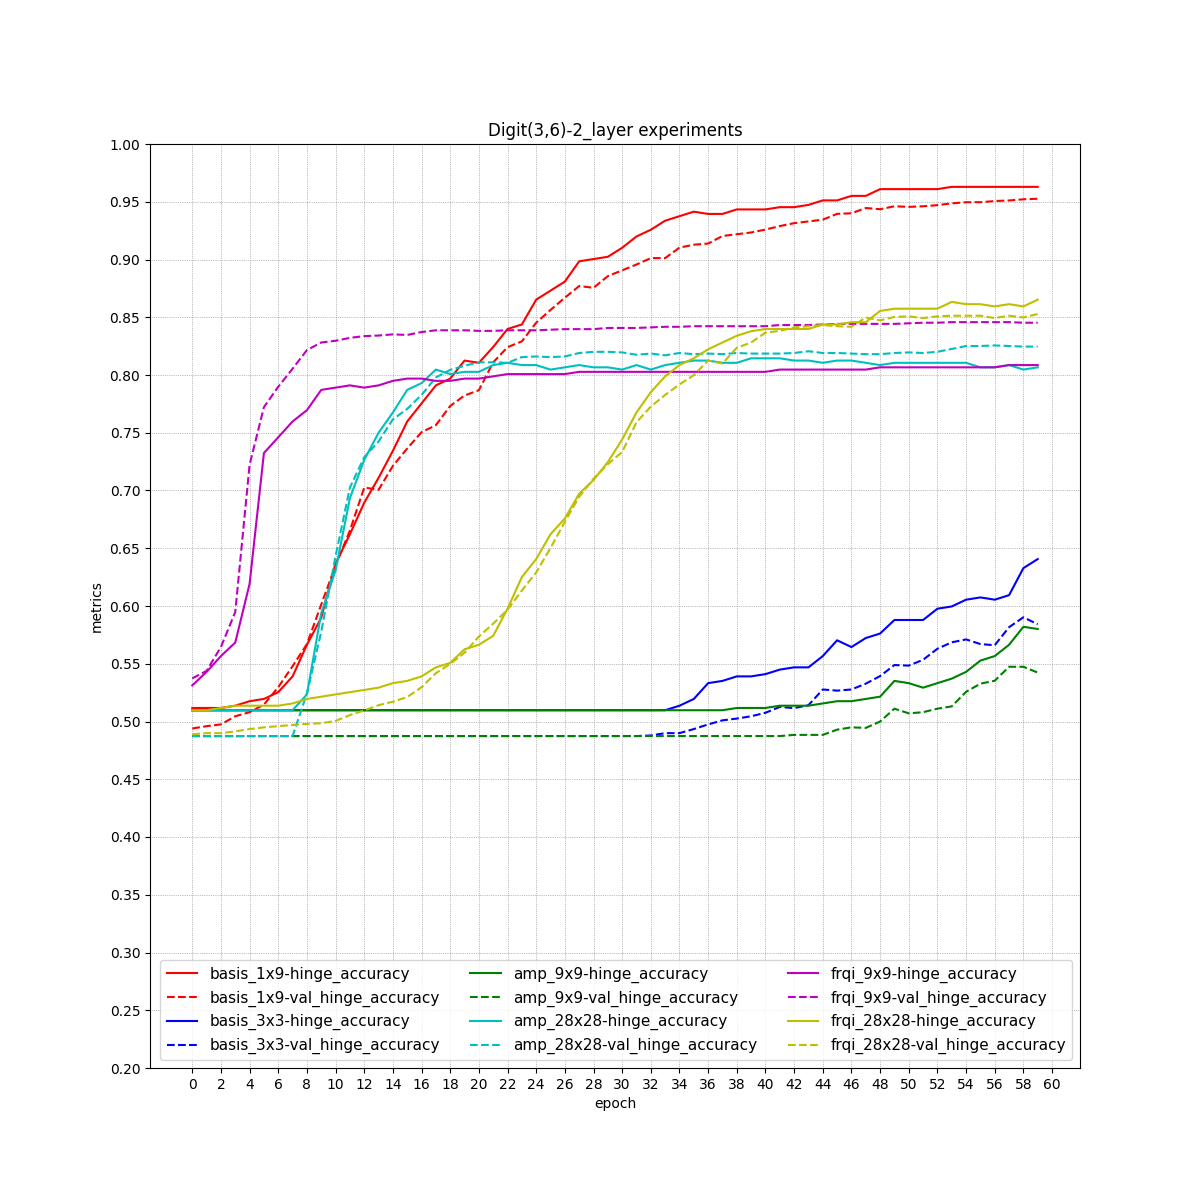 Digit(3,6)-2_layer experiments
1.00
0.95
0.90
0.85
0.80
0.75
0.70
0.65
0.60
0.55
0.50
0.45
0.40
0.35
0.30
0.25
0.20
metrics
basis_1x9-hinge_accuracy
basis_1x9-val_hinge_accuracy
basis_3x3-hinge_accuracy
basis_3x3-val_hinge_accuracy
amp_9x9-hinge_accuracy
amp_9x9-val_hinge_accuracy
amp_28x28-hinge_accuracy
amp_28x28-val_hinge_accuracy
frqi_9x9-hinge_accuracy
frqi_9x9-val_hinge_accuracy
frqi_28x28-hinge_accuracy
frqi_28x28-val_hinge_accuracy
0 2 4 6 8 10 12 14 16 18 20 22 24 26 28 30 32 34 36 38 40 42 44 46 48 50 52 54 56 58 60
epoch